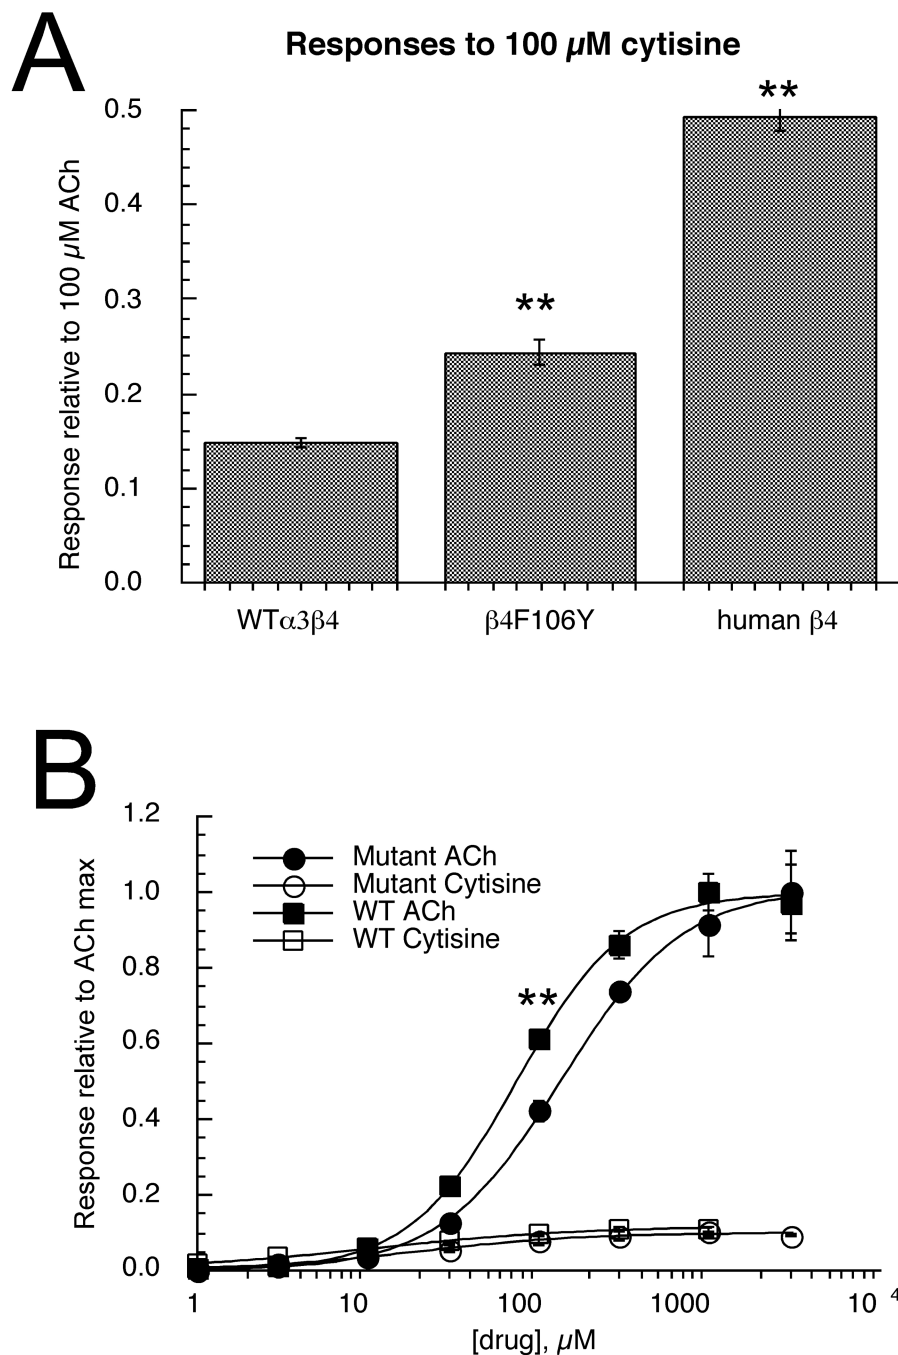 A
Responses to 100 µM cytisine
Response relative to 100 µM ACh
0.5
0.4
0.3
0.2
0.1
0.0
**
**
WTα3β4
β4F106Y
human β4
B
Response relative to ACh max
1.2
1.0
0.8
0.6
0.4
0.2
0.0
Mutant ACh
Mutant Cytisine
WT ACh
WT Cytisine
**
1
10
100
1000
10 4
[drug], µM